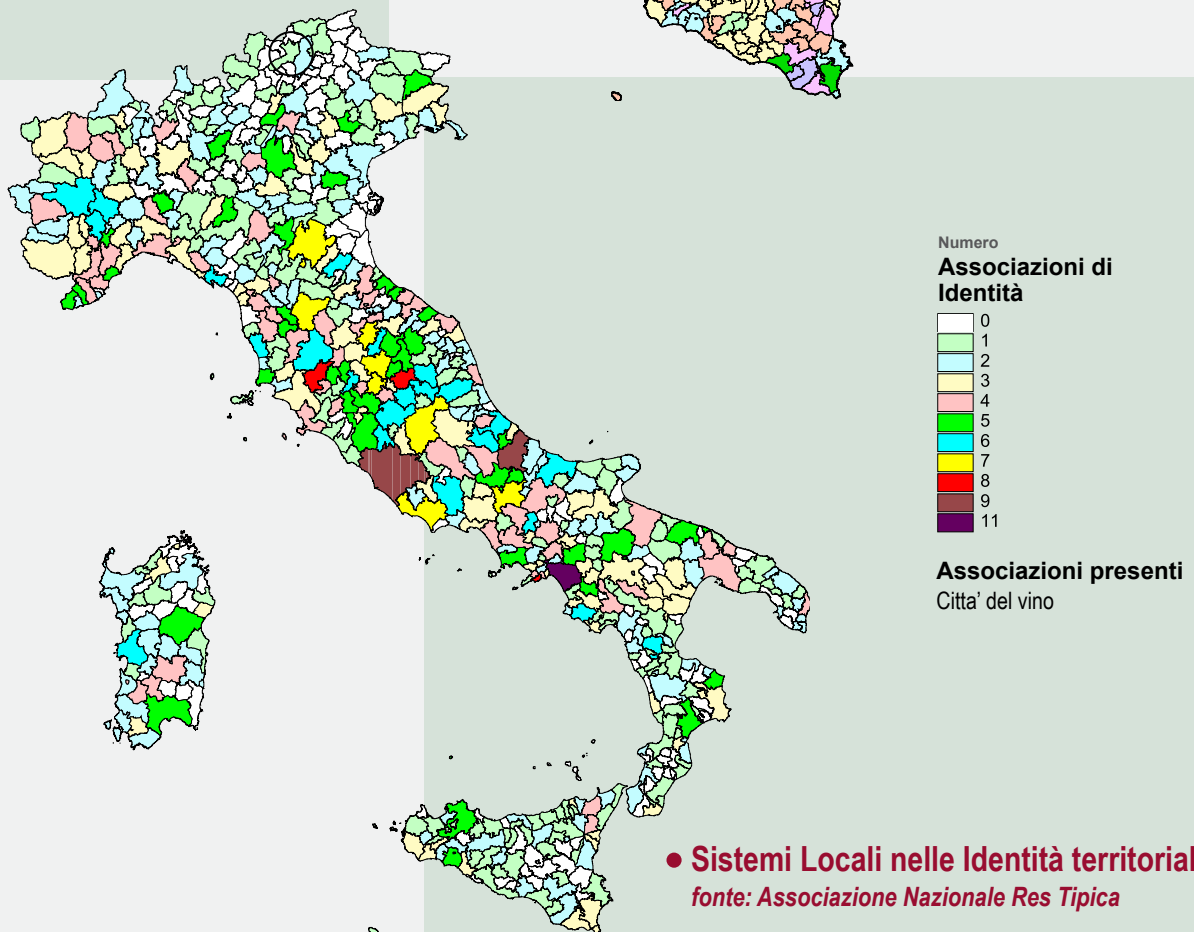 Numero
Associazioni di
Identità
0
1
2
3
4
5
6
7
8
9
11
Associazioni presenti
Citta' del vino
• Sistemi Locali nelle Identità territorial
fonte: Associazione Nazionale Res Tipica